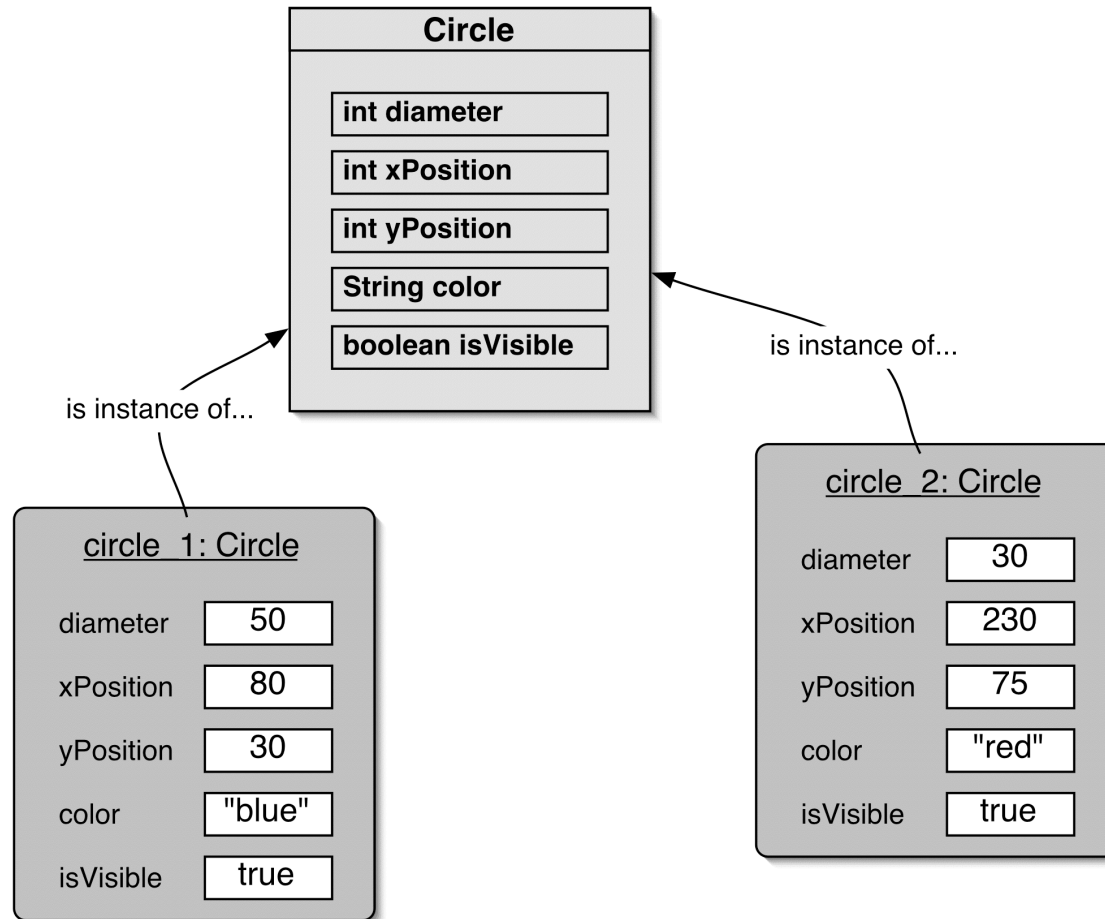 Circle
int diameter
int xPosition
int yPosition
String color
boolean isVisible
is instance of...
is instance of...
circle_1: Circle
diameter 50
xPosition 80
yPosition 30
color "blue"
isVisible true
circle_2: Circle
diameter 30
xPosition 230
yPosition 75
color "red"
isVisible true